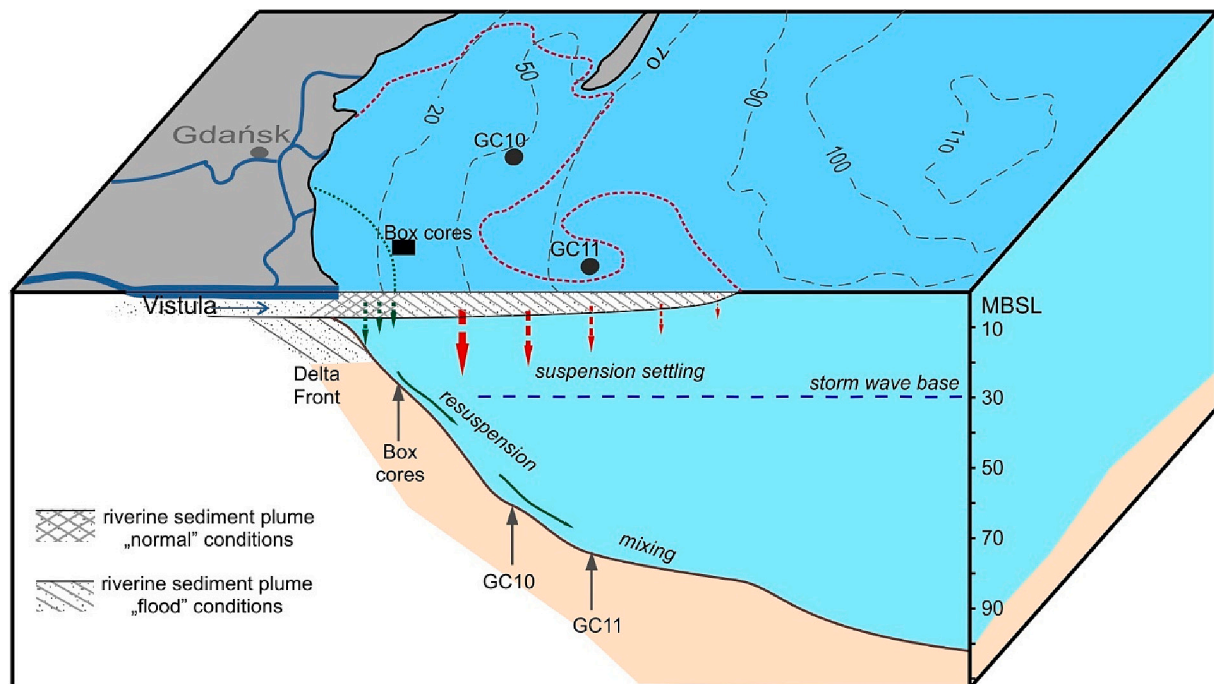 Gdańsk
20
50
70
90
100
110
GC10
Box cores
GC11
Vistula
MBSL
10
30
50
70
90
Delta
Front
suspension settling
storm wave base
resuspension
Box
cores
mixing
GC10
GC11
riverine sediment plume
„normal” conditions
riverine sediment plume
„flood” conditions